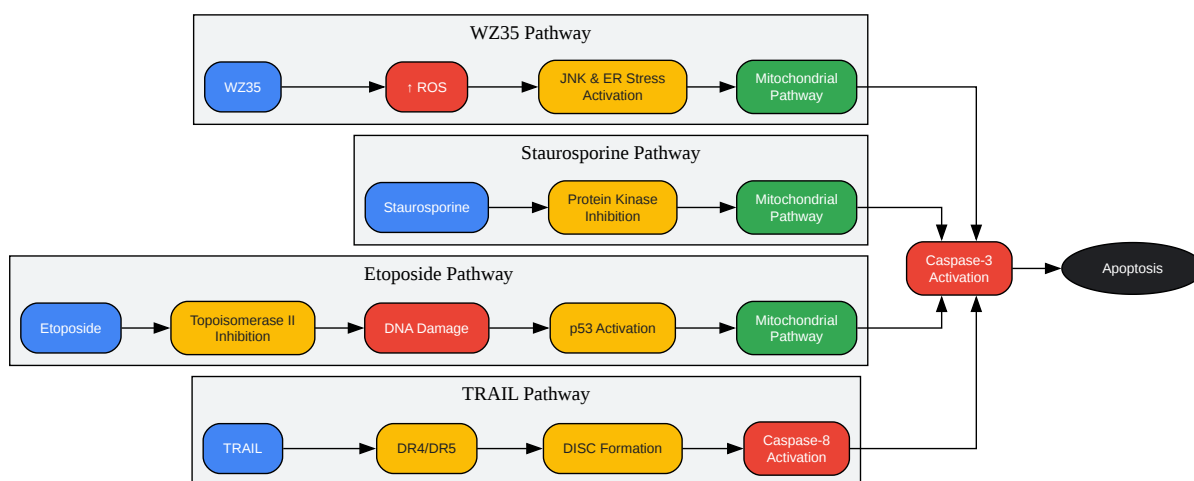 WZ35 Pathway
WZ35
↑ ROS
JNK & ER Stress
Activation
Mitochondrial
Pathway
Staurosporine Pathway
Staurosporine
Protein Kinase
Inhibition
Mitochondrial
Pathway
Caspase-3
Activation
Apoptosis
Etoposide Pathway
Etoposide
Topoisomerase II
Inhibition
DNA Damage
p53 Activation
Mitochondrial
Pathway
TRAIL Pathway
TRAIL
DR4/DR5
DISC Formation
Caspase-8
Activation